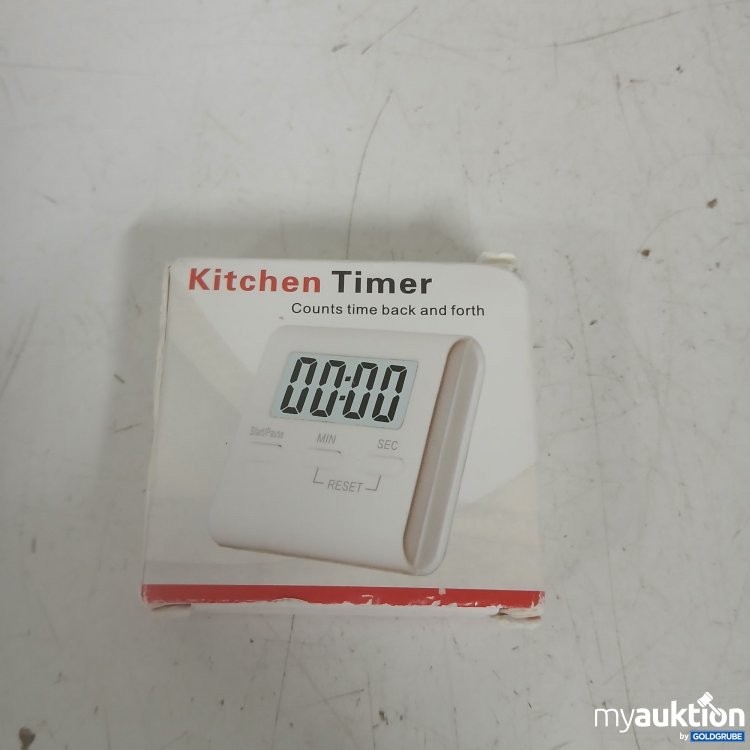 Kitchen Timer
Counts time back and forth
00:00
Start/Pause MIN SEC
RESET
myauktion
by GOLDGRUBE